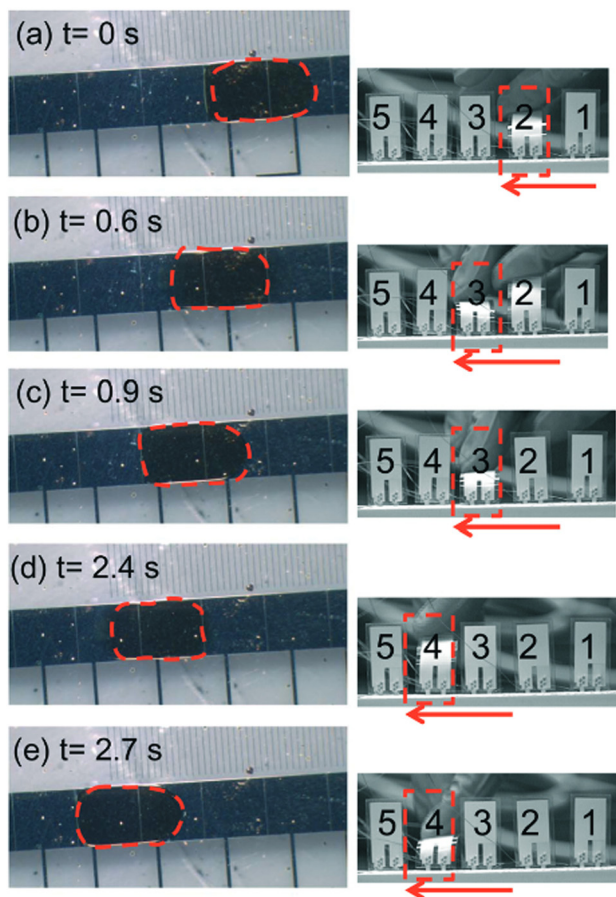 (a) t= 0 s
5 4 3 2 1
(b) t= 0.6 s
5 4 3 2 1
(c) t= 0.9 s
5 4 3 2 1
(d) t= 2.4 s
5 4 3 2 1
(e) t= 2.7 s
5 4 3 2 1